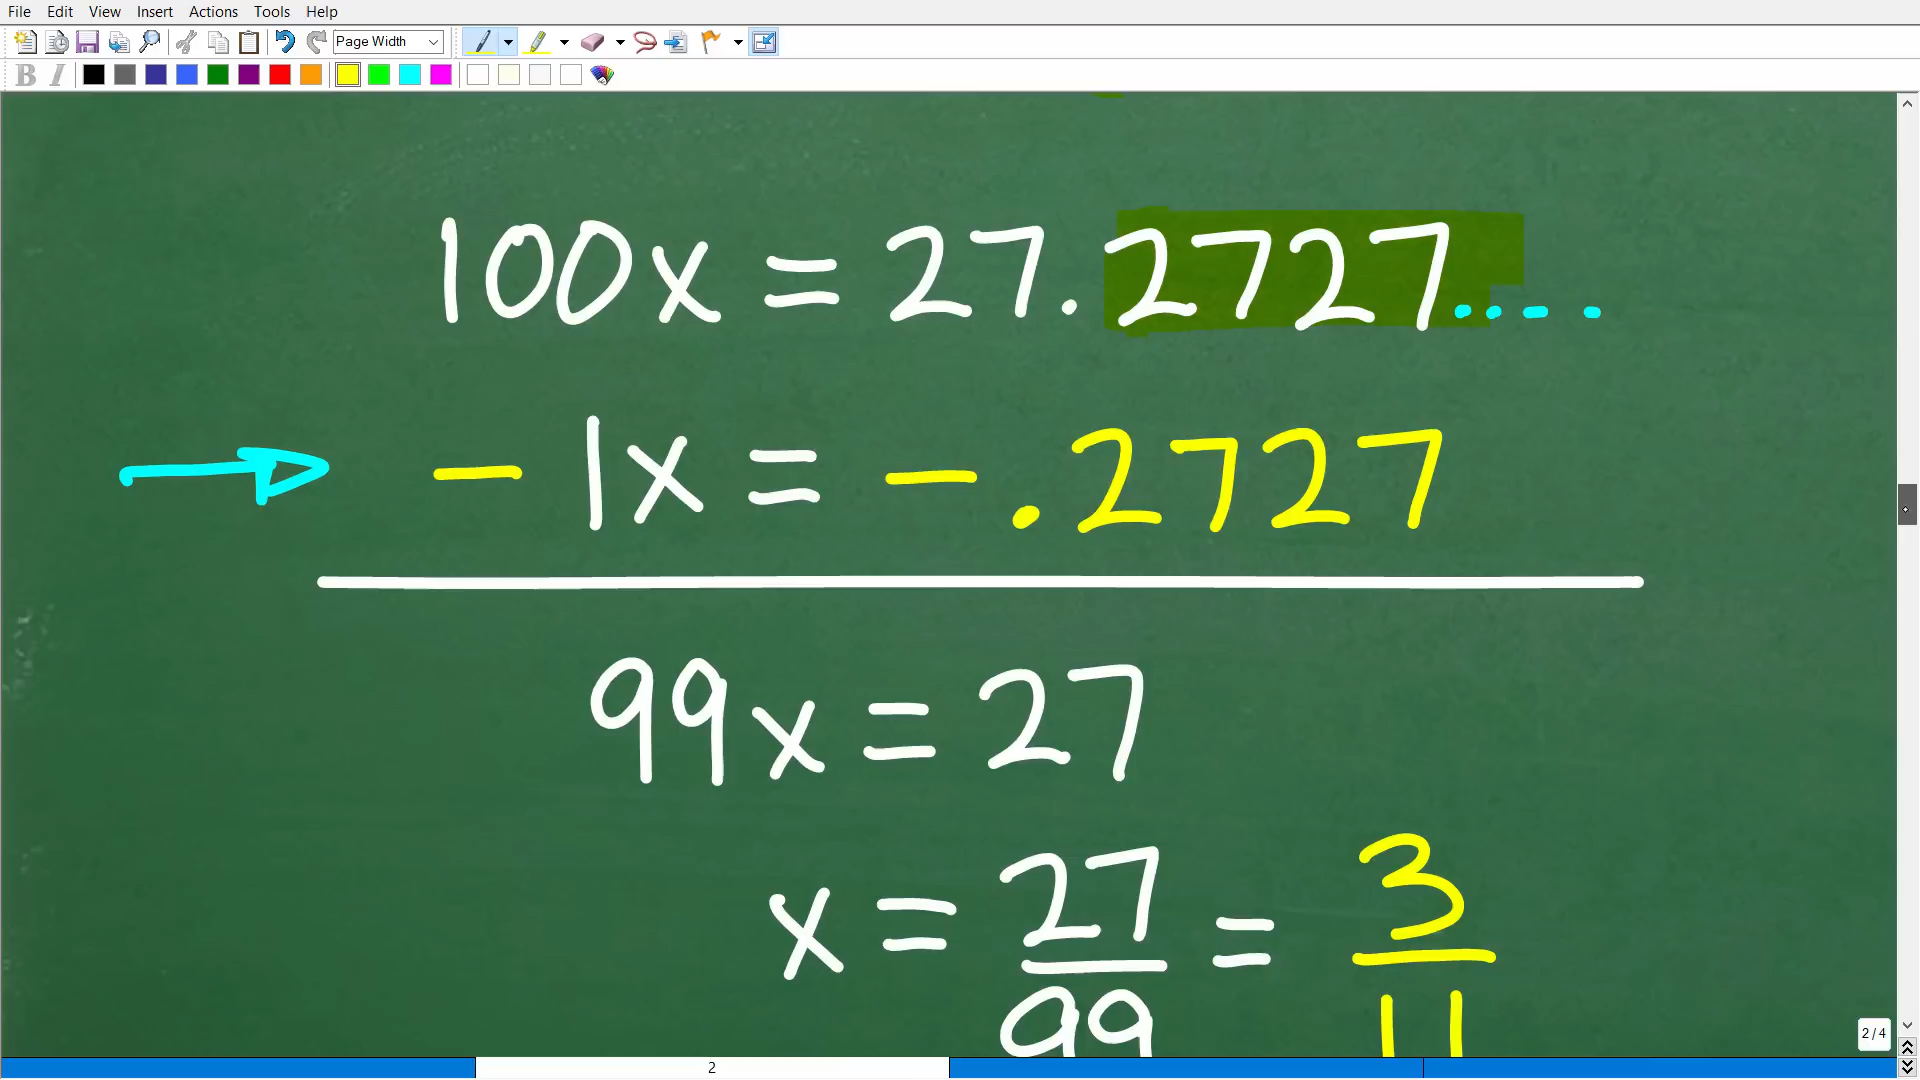 File Edit View Insert Actions Tools Help
Page Width
B I
100x = 27.2727....
- 1x = - .2727
99x = 27
x = 27/99 = 3/11
2 / 4
2